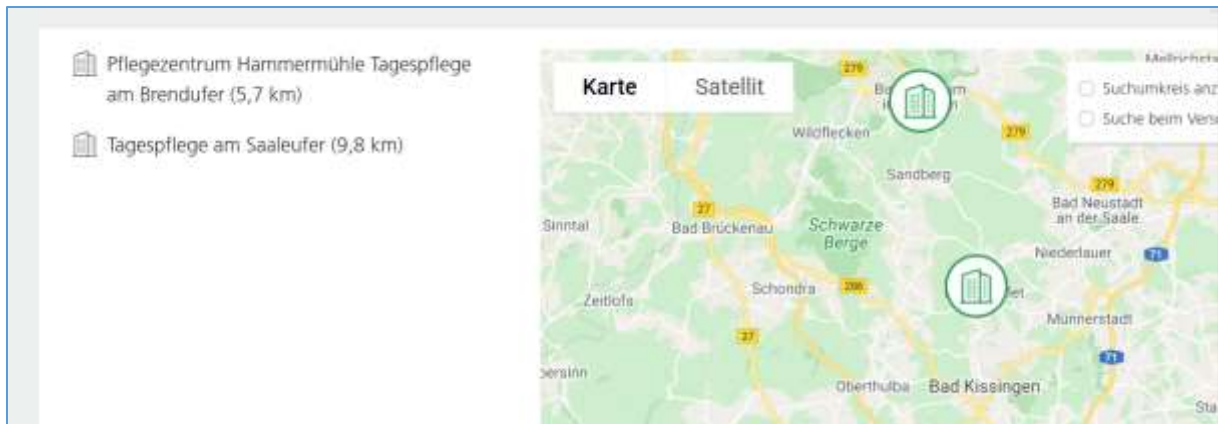 Pflegezentrum Hammermühle Tagespflege
am Brendufer (5,7 km)
Tagespflege am Saaleufer (9,8 km)
Karte
Satellit
279
Suchumkreis anz
Suche beim Vers
Wildflecken
279
Sandberg
279
Bad Neustadt
an der Saale
27
Sinntal
Bad Brückenau
Schwarze
Berge
Niederlauer
71
Schondra
286
Zeitlofs
Münnerstadt
27
71
Oberthulba
Bad Kissingen